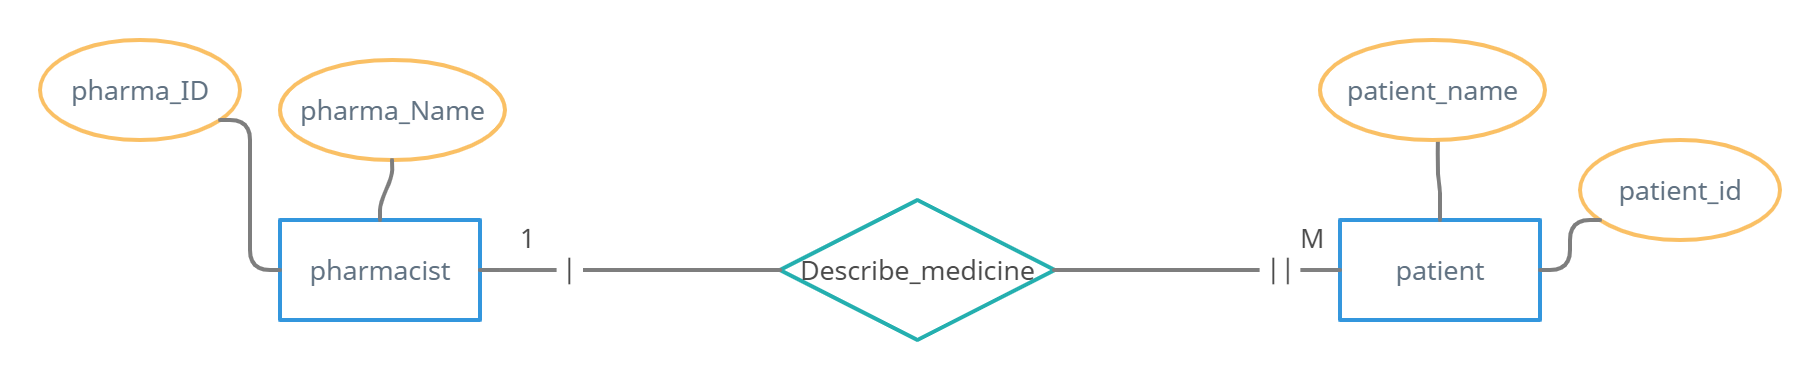 pharma_ID
pharma_Name
patient_name
patient_id
1
M
pharmacist
|
Describe_medicine
||
patient